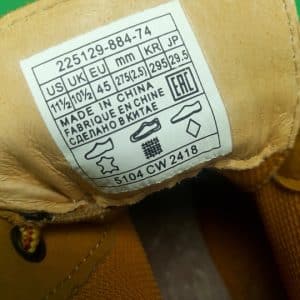 225129-884-74
US UK EU mm KR JP
11½ 10½ 45 275(2.5) 295 29.5
MADE IN CHINA
FABRIQUE EN CHINE
СДЕЛАНО В КИТАЕ
EAC
5104 CW 2418